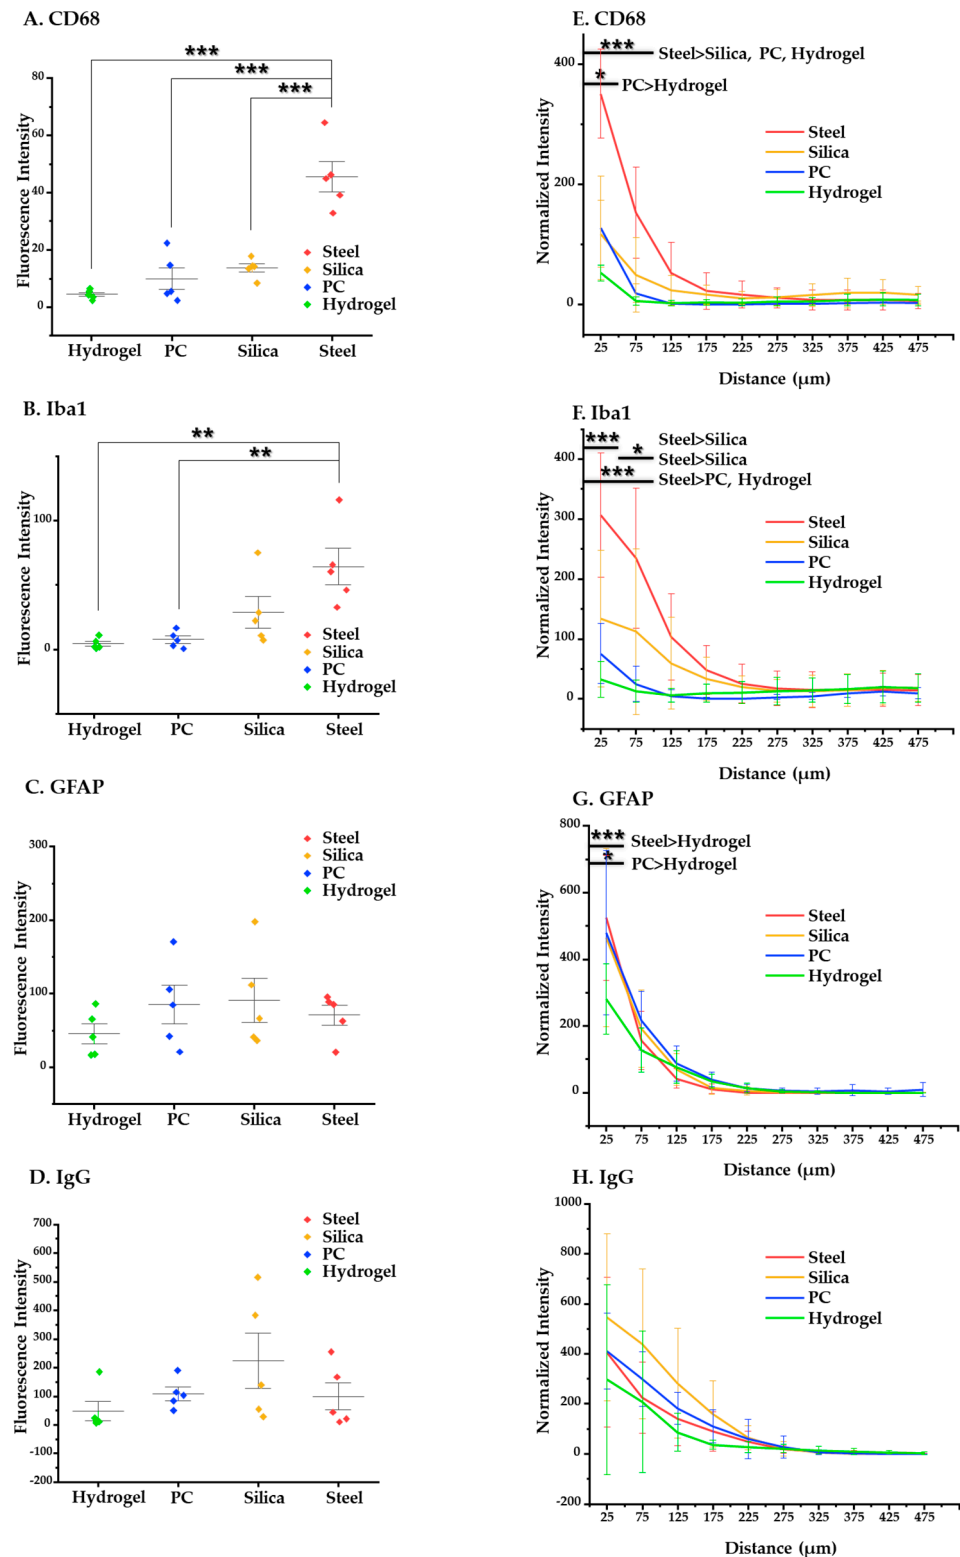 A. CD68
***
***
***
80
60
40
20
0
Fluorescence Intensity
Steel
Silica
PC
Hydrogel
Hydrogel PC Silica Steel
E. CD68
***
Steel>Silica, PC, Hydrogel
*
PC>Hydrogel
400
200
0
Normalized Intensity
Steel
Silica
PC
Hydrogel
25 75 125 175 225 275 325 375 425 475
Distance (μm)
B. Iba1
**
**
100
0
Fluorescence Intensity
Steel
Silica
PC
Hydrogel
Hydrogel PC Silica Steel
F. Iba1
*** Steel>Silica
* Steel>Silica
*** Steel>PC, Hydrogel
400
300
200
100
0
Normalized Intensity
Steel
Silica
PC
Hydrogel
25 75 125 175 225 275 325 375 425 475
Distance (μm)
C. GFAP
300
200
100
0
Fluorescence Intensity
Steel
Silica
PC
Hydrogel
Hydrogel PC Silica Steel
G. GFAP
800
*** Steel>Hydrogel
* PC>Hydrogel
600
400
200
0
Normalized Intensity
Steel
Silica
PC
Hydrogel
25 75 125 175 225 275 325 375 425 475
Distance (μm)
D. IgG
700
600
500
400
300
200
100
0
-100
-200
Fluorescence Intensity
Steel
Silica
PC
Hydrogel
Hydrogel PC Silica Steel
H. IgG
1000
800
600
400
200
0
-200
Normalized Intensity
Steel
Silica
PC
Hydrogel
25 75 125 175 225 275 325 375 425 475
Distance (μm)